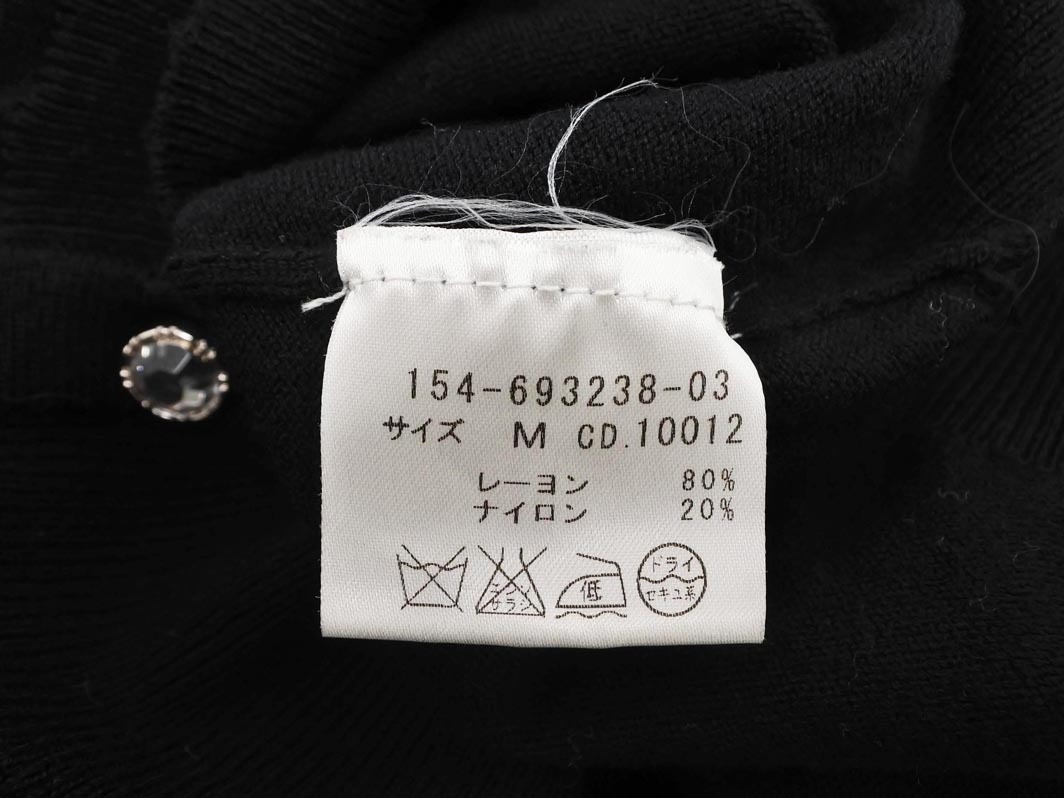 154-693238-03
サイズ M CD.10012
レーヨン 80%
ナイロン 20%
エンソ
サラシ
低
ドライ
セキユ系